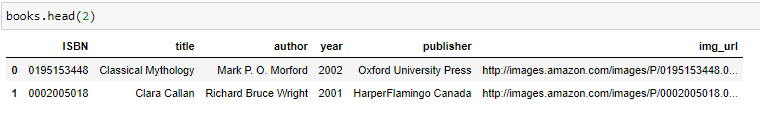 books.head(2)
ISBN title author year publisher img_url
0 0195153448 Classical Mythology Mark P. O. Morford 2002 Oxford University Press http://images.amazon.com/images/P/0195153448.0...
1 0002005018 Clara Callan Richard Bruce Wright 2001 HarperFlamingo Canada http://images.amazon.com/images/P/0002005018.0...